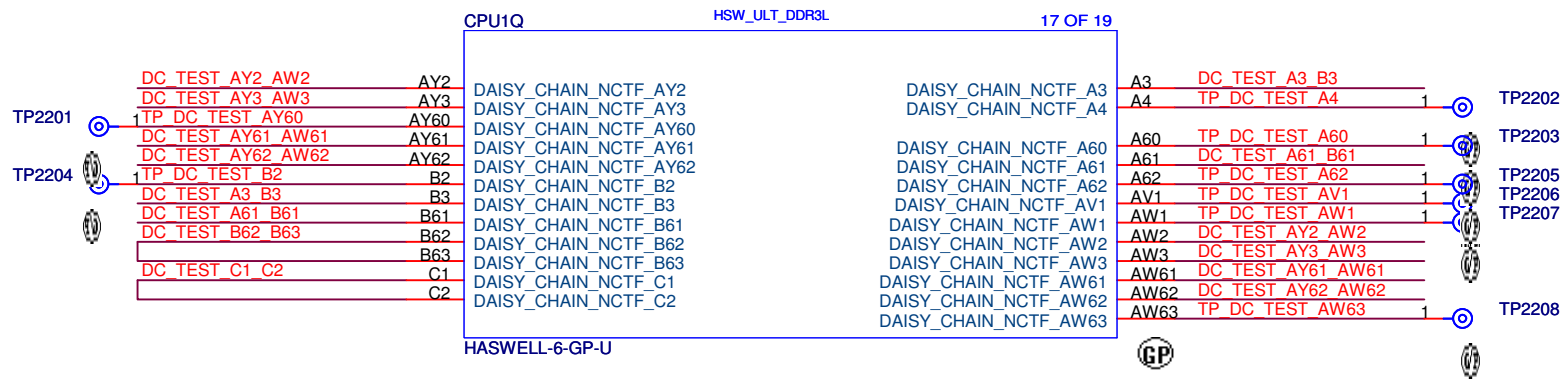 CPU1Q HSW_ULT_DDR3L 17 OF 19
DC_TEST_AY2_AW2 AY2 DAISY_CHAIN_NCTF_AY2
DC_TEST_AY3_AW3 AY3 DAISY_CHAIN_NCTF_AY3
TP2201 1 TP_DC_TEST_AY60 AY60 DAISY_CHAIN_NCTF_AY60
DC_TEST_AY61_AW61 AY61 DAISY_CHAIN_NCTF_AY61
DC_TEST_AY62_AW62 AY62 DAISY_CHAIN_NCTF_AY62
TP2204 1 TP_DC_TEST_B2 B2 DAISY_CHAIN_NCTF_B2
DC_TEST_A3_B3 B3 DAISY_CHAIN_NCTF_B3
DC_TEST_A61_B61 B61 DAISY_CHAIN_NCTF_B61
DC_TEST_B62_B63 B62 DAISY_CHAIN_NCTF_B62
B63 DAISY_CHAIN_NCTF_B63
DC_TEST_C1_C2 C1 DAISY_CHAIN_NCTF_C1
C2 DAISY_CHAIN_NCTF_C2
DAISY_CHAIN_NCTF_A3 A3 DC_TEST_A3_B3
DAISY_CHAIN_NCTF_A4 A4 TP_DC_TEST_A4 1 TP2202
DAISY_CHAIN_NCTF_A60 A60 TP_DC_TEST_A60 1 TP2203
DAISY_CHAIN_NCTF_A61 A61 DC_TEST_A61_B61
DAISY_CHAIN_NCTF_A62 A62 TP_DC_TEST_A62 1 TP2205
DAISY_CHAIN_NCTF_AV1 AV1 TP_DC_TEST_AV1 1 TP2206
DAISY_CHAIN_NCTF_AW1 AW1 TP_DC_TEST_AW1 1 TP2207
DAISY_CHAIN_NCTF_AW2 AW2 DC_TEST_AY2_AW2
DAISY_CHAIN_NCTF_AW3 AW3 DC_TEST_AY3_AW3
DAISY_CHAIN_NCTF_AW61 AW61 DC_TEST_AY61_AW61
DAISY_CHAIN_NCTF_AW62 AW62 DC_TEST_AY62_AW62
DAISY_CHAIN_NCTF_AW63 AW63 TP_DC_TEST_AW63 1 TP2208
HASWELL-6-GP-U
GP